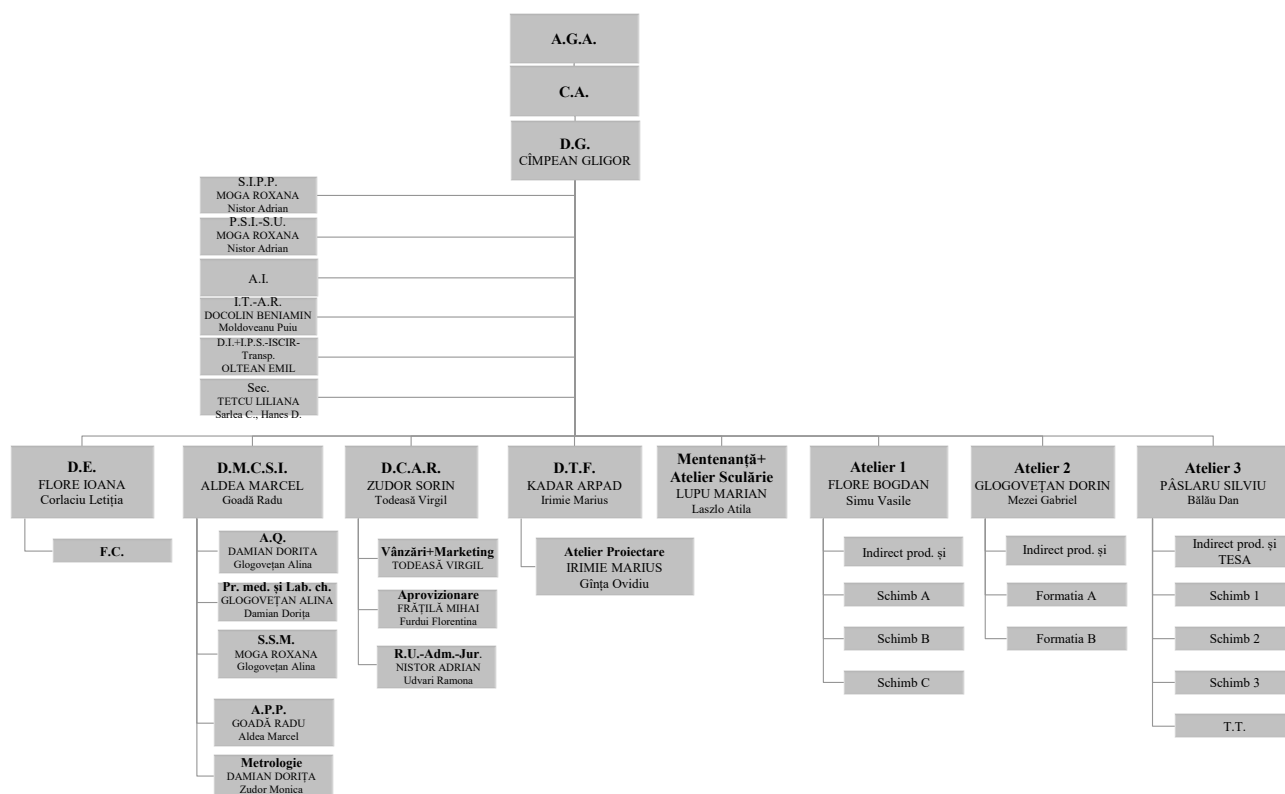 A.G.A.
C.A.
D.G.
CÎMPEAN GLIGOR
S.I.P.P.
MOGA ROXANA
Nistor Adrian
P.S.I.-S.U.
MOGA ROXANA
Nistor Adrian
A.I.
I.T.-A.R.
DOCOLIN BENIAMIN
Moldoveanu Puiu
D.I.+I.P.S.-ISCIR-
Transp.
OLTEAN EMIL
Sec.
TETCU LILIANA
Sarlea C., Hanes D.
D.E.
FLORE IOANA
Corlaciu Letiția
F.C.
D.M.C.S.I.
ALDEA MARCEL
Goadă Radu
A.Q.
DAMIAN DORITA
Glogovețan Alina
Pr. med. și Lab. ch.
GLOGOVEȚAN ALINA
Damian Dorița
S.S.M.
MOGA ROXANA
Glogovețan Alina
A.P.P.
GOADĂ RADU
Aldea Marcel
Metrologie
DAMIAN DORIȚA
Zudor Monica
D.C.A.R.
ZUDOR SORIN
Todeasă Virgil
Vânzări+Marketing
TODEASĂ VIRGIL
Aprovizionare
FRĂȚILĂ MIHAI
Furdui Florentina
R.U.-Adm.-Jur.
NISTOR ADRIAN
Udvari Ramona
D.T.F.
KADAR ARPAD
Irimie Marius
Atelier Proiectare
IRIMIE MARIUS
Gînța Ovidiu
Mentenanță+
Atelier Sculărie
LUPU MARIAN
Laszlo Atila
Atelier 1
FLORE BOGDAN
Simu Vasile
Indirect prod. și
Schimb A
Schimb B
Schimb C
Atelier 2
GLOGOVEȚAN DORIN
Mezei Gabriel
Indirect prod. și
Formatia A
Formatia B
Atelier 3
PÂSLARU SILVIU
Bălău Dan
Indirect prod. și
TESA
Schimb 1
Schimb 2
Schimb 3
T.T.